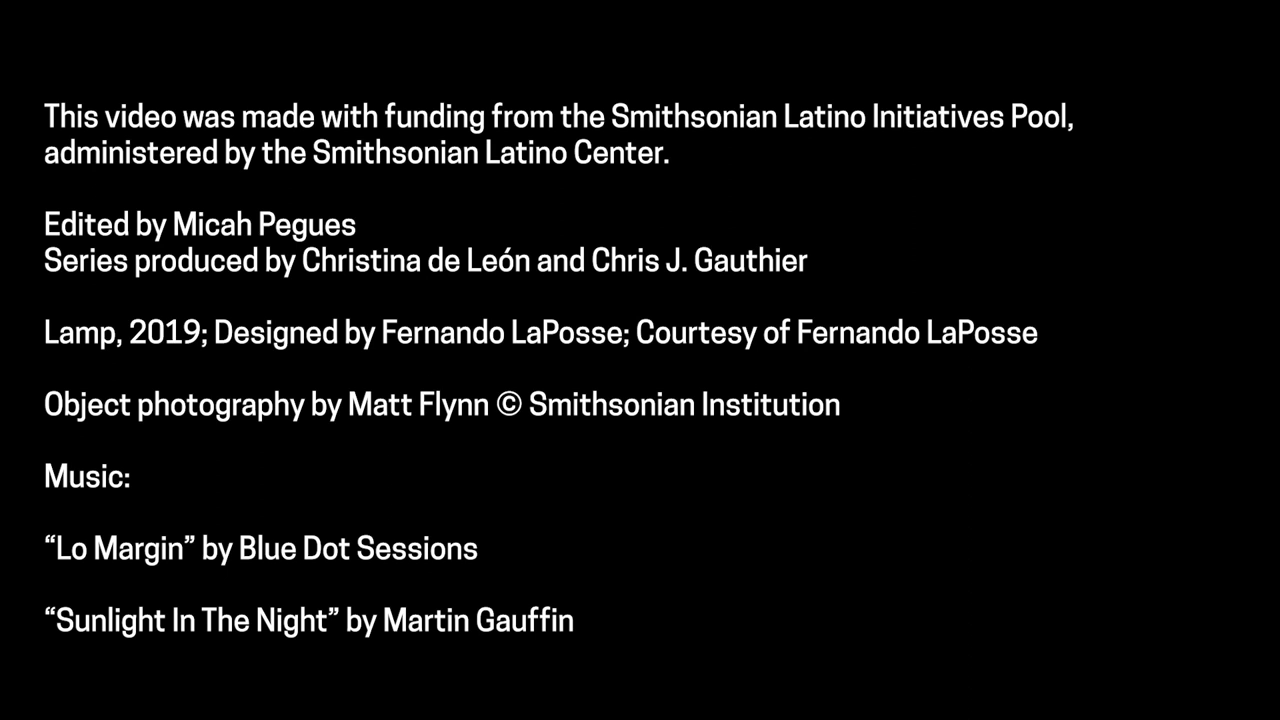 This video was made with funding from the Smithsonian Latino Initiatives Pool,
administered by the Smithsonian Latino Center.
Edited by Micah Pegues
Series produced by Christina de León and Chris J. Gauthier
Lamp, 2019; Designed by Fernando LaPosse; Courtesy of Fernando LaPosse
Object photography by Matt Flynn © Smithsonian Institution
Music:
“Lo Margin” by Blue Dot Sessions
“Sunlight In The Night” by Martin Gauffin